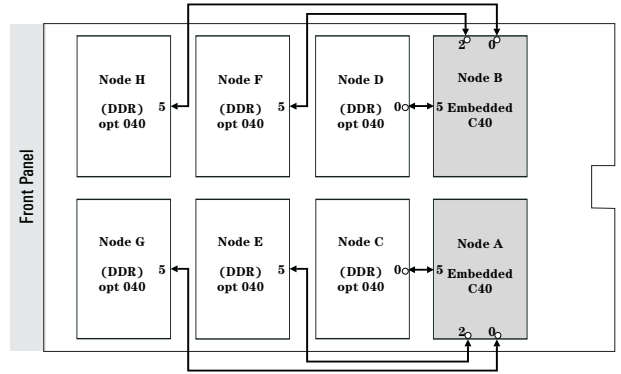 2 0
Node H
(DDR)
opt 040
5
Node F
(DDR)
opt 040
5
Node D
(DDR)
opt 040
0
Node B
5 Embedded
C40
Front Panel
Node G
(DDR)
opt 040
5
Node E
(DDR)
opt 040
5
Node C
(DDR)
opt 040
0
Node A
5 Embedded
C40
2 0